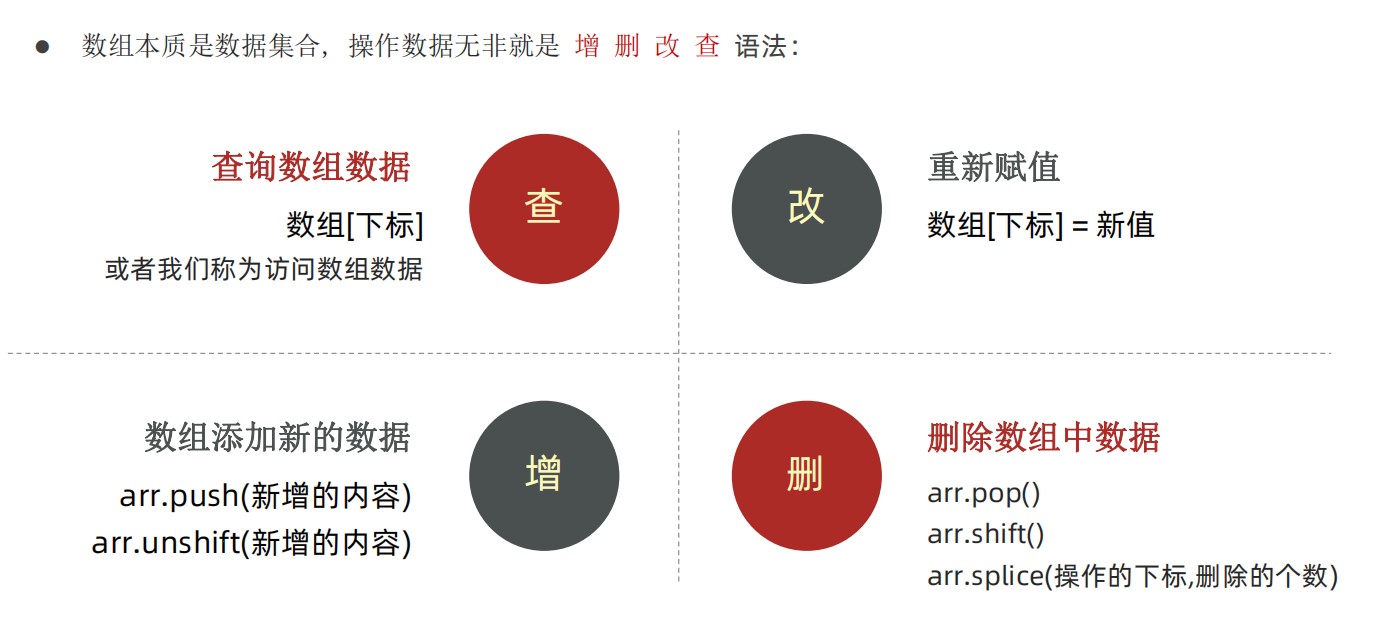 ● 数组本质是数据集合，操作数据无非就是 增 删 改 查 语法：
查询数组数据
数组[下标]
或者我们称为访问数组数据
查
改
重新赋值
数组[下标] = 新值
数组添加新的数据
arr.push(新增的内容)
arr.unshift(新增的内容)
增
删
删除数组中数据
arr.pop()
arr.shift()
arr.splice(操作的下标,删除的个数)